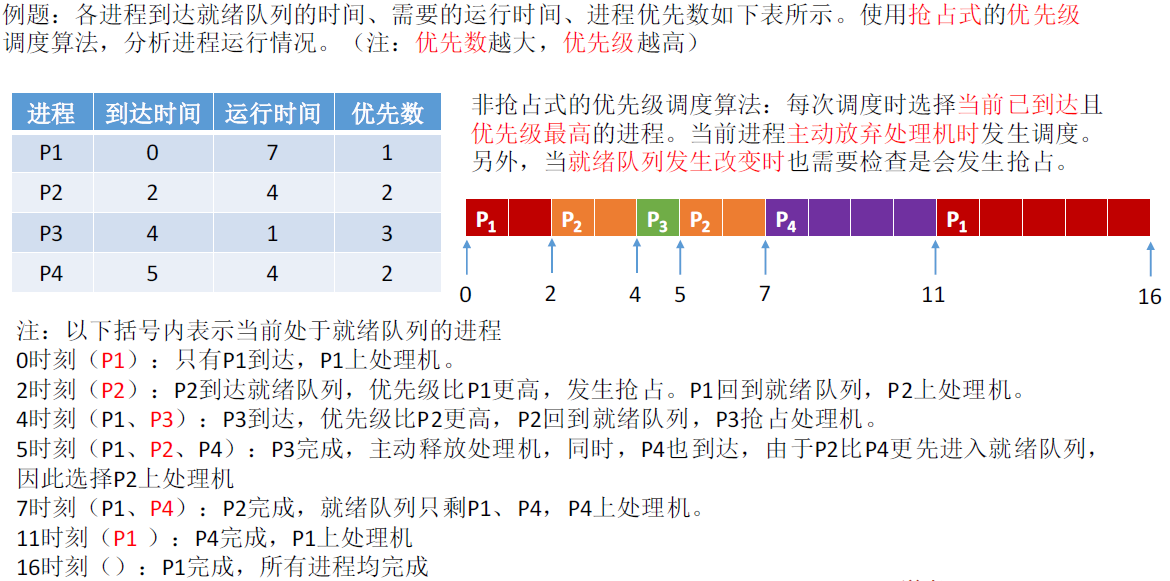 例题：各进程到达就绪队列的时间、需要的运行时间、进程优先数如下表所示。使用抢占式的优先级
调度算法，分析进程运行情况。（注：优先数越大，优先级越高）
进程 到达时间 运行时间 优先数
P1 0 7 1
P2 2 4 2
P3 4 1 3
P4 5 4 2
非抢占式的优先级调度算法：每次调度时选择当前已到达且
优先级最高的进程。当前进程主动放弃处理机时发生调度。
另外，当就绪队列发生改变时也需要检查是会发生抢占。
P1 P2 P3 P2 P4 P1
0 2 4 5 7 11 16
注：以下括号内表示当前处于就绪队列的进程
0时刻（P1）：只有P1到达，P1上处理机。
2时刻（P2）：P2到达就绪队列，优先级比P1更高，发生抢占。P1回到就绪队列，P2上处理机。
4时刻（P1、P3）：P3到达，优先级比P2更高，P2回到就绪队列，P3抢占处理机。
5时刻（P1、P2、P4）：P3完成，主动释放处理机，同时，P4也到达，由于P2比P4更先进入就绪队列，
因此选择P2上处理机
7时刻（P1、P4）：P2完成，就绪队列只剩P1、P4，P4上处理机。
11时刻（P1 ）：P4完成，P1上处理机
16时刻（）：P1完成，所有进程均完成